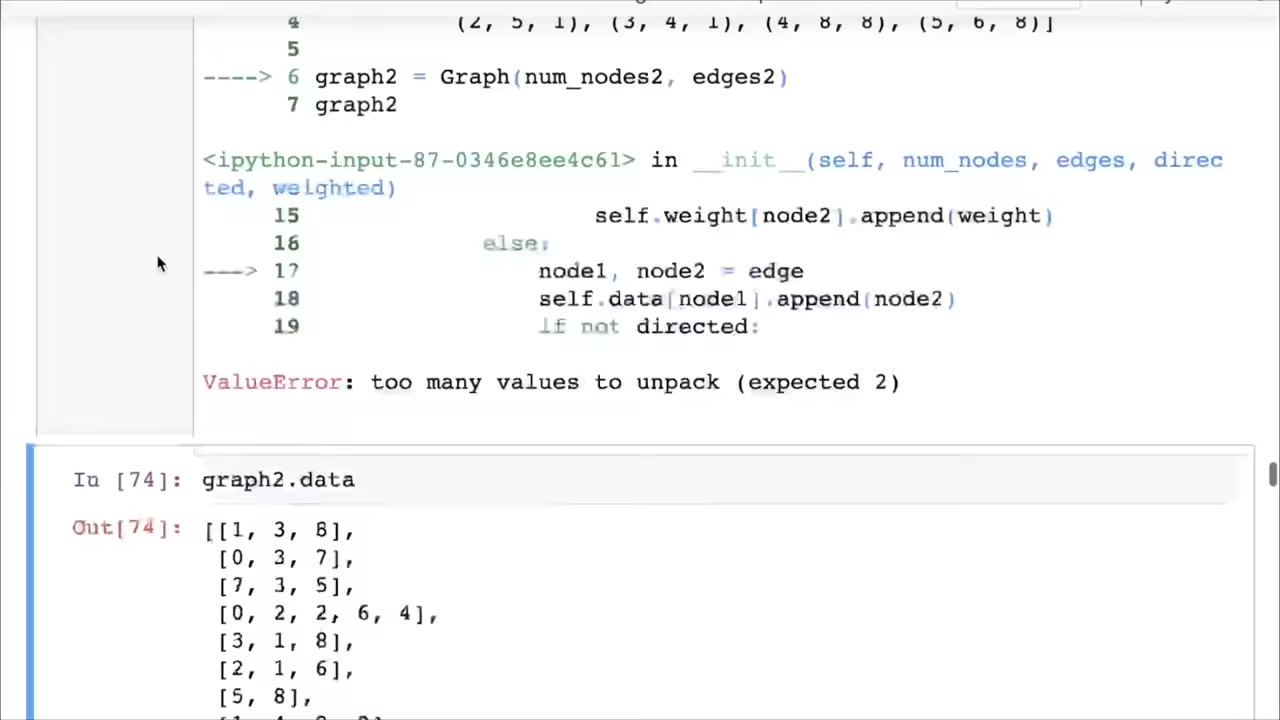 4 (2, 5, 1), (3, 4, 1), (4, 8, 8), (5, 6, 8)]
5
----> 6 graph2 = Graph(num_nodes2, edges2)
7 graph2
<ipython-input-87-0346e8ee4c61> in __init__(self, num_nodes, edges, direc
ted, weighted)
15 self.weight[node2].append(weight)
16 else:
---> 17 node1, node2 = edge
18 self.data[node1].append(node2)
19 if not directed:
ValueError: too many values to unpack (expected 2)
In [74]: graph2.data
Out[74]: [[1, 3, 8],
[0, 3, 7],
[7, 3, 5],
[0, 2, 2, 6, 4],
[3, 1, 8],
[2, 1, 6],
[5, 8],